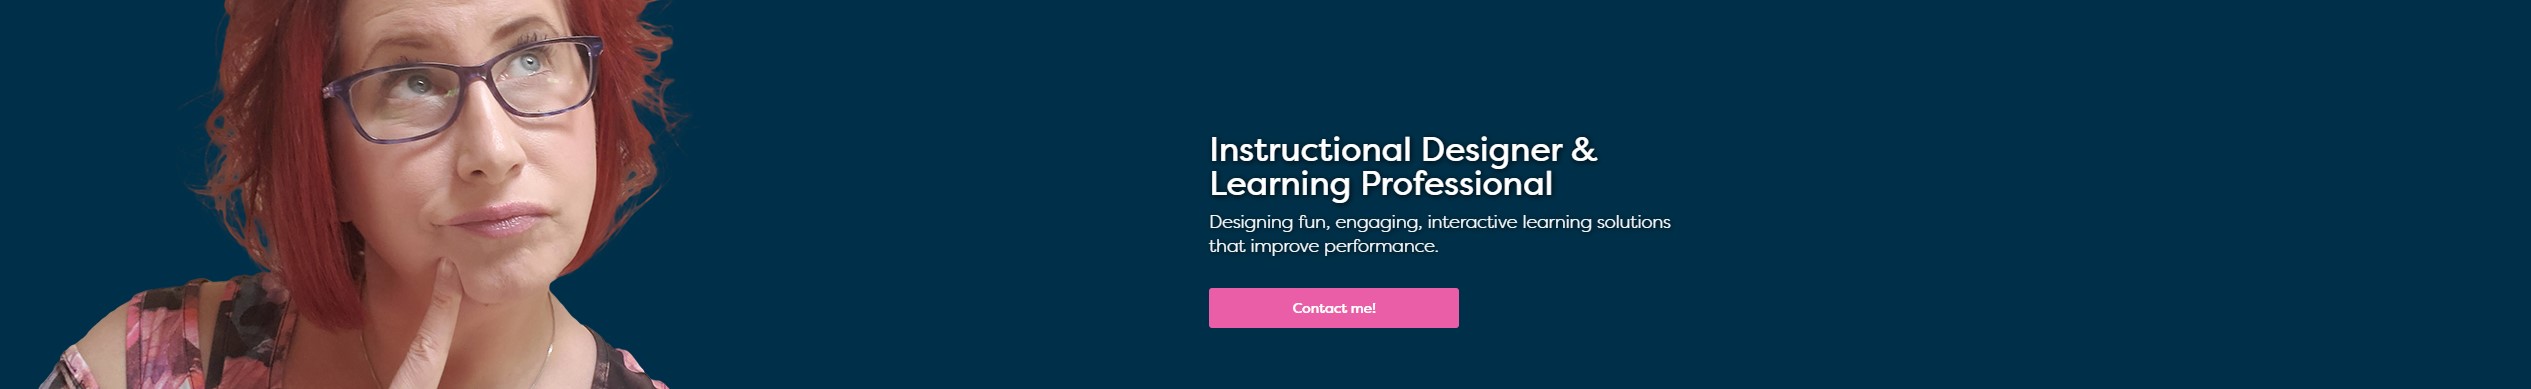 Instructional Designer &
Learning Professional
Designing fun, engaging, interactive learning solutions
that improve performance.
Contact me!